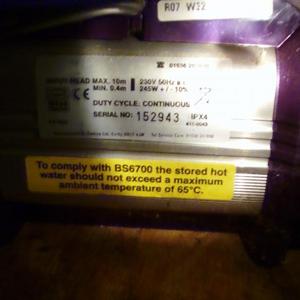 R07 W32
HEAD MAX. 10m
MIN. 0.4m
230V 50Hz
245W +/- 10%
DUTY CYCLE: CONTINUOUS
SERIAL NO: 152943 IPX4
To comply with BS6700 the stored hot
water should not exceed a maximum
ambient temperature of 65°C.